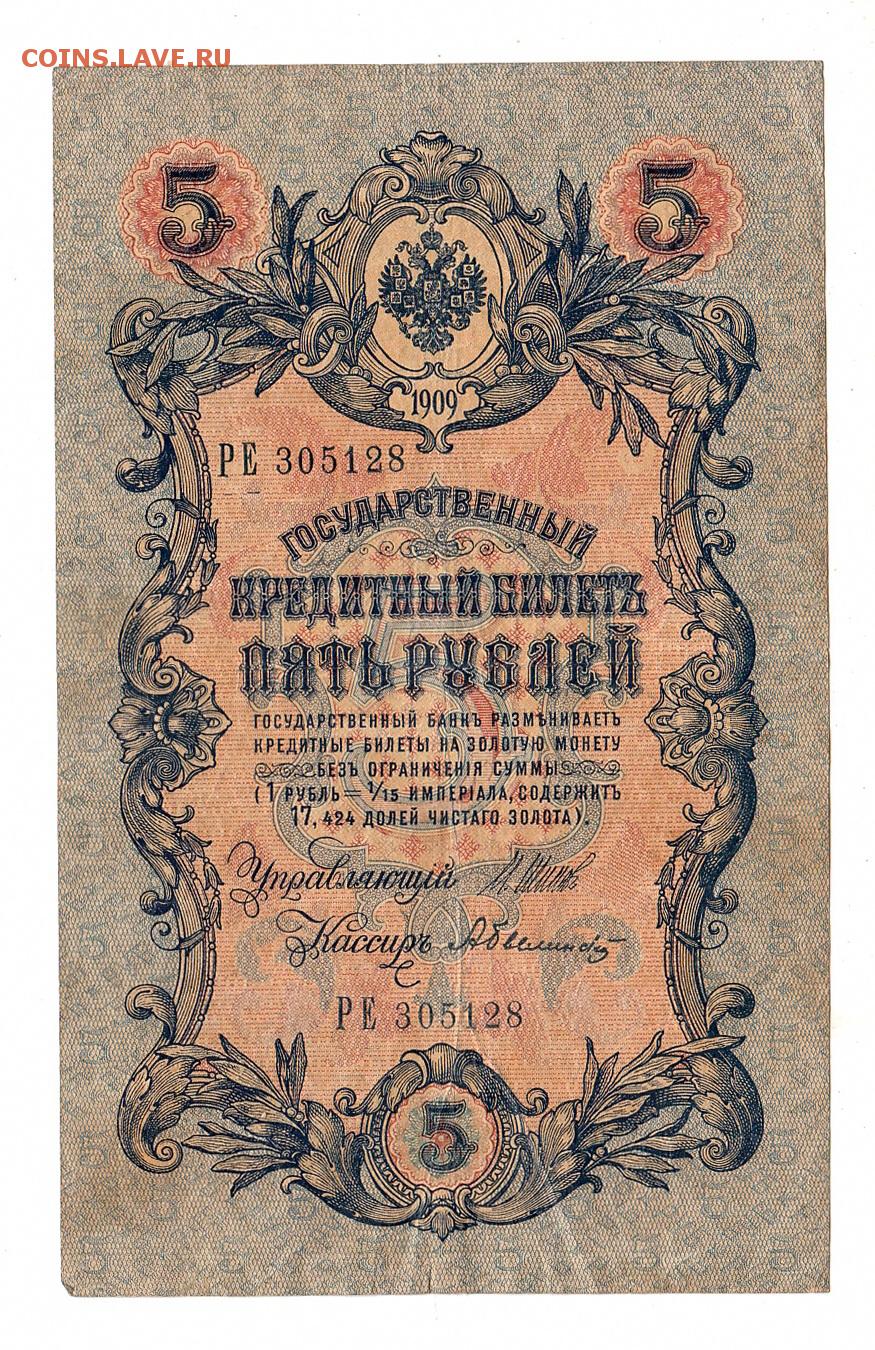 COINS.LAVE.RU
5 5
1909
РЕ 305128
ГОСУДАРСТВЕННЫЙ
КРЕДИТНЫЙ БИЛЕТЪ
ПЯТЬ РУБЛЕЙ
ГОСУДАРСТВЕННЫЙ БАНКЪ РАЗМѢНИВАЕТЪ
КРЕДИТНЫЕ БИЛЕТЫ НА ЗОЛОТУЮ МОНЕТУ
БЕЗЪ ОГРАНИЧЕНІЯ СУММЫ
(1 РУБЛЬ = 1/15 ИМПЕРІАЛА, СОДЕРЖИТЪ
17,424 ДОЛЕЙ ЧИСТАГО ЗОЛОТА).
Управляющій
Кассиръ
РЕ 305128
5